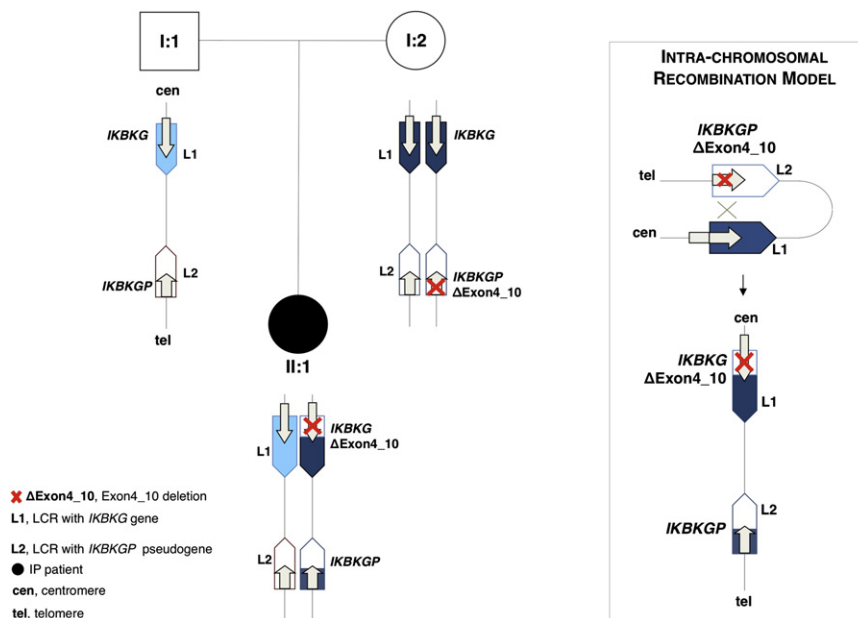 I:1
I:2
cen
IKBKG
L1
L2
IKBKGP
tel
IKBKG
L1
L2
IKBKGP
ΔExon4_10
II:1
L1
IKBKG
ΔExon4_10
L2
IKBKGP
ΔExon4_10, Exon4_10 deletion
L1, LCR with IKBKG gene
L2, LCR with IKBKGP pseudogene
IP patient
cen, centromere
tel, telomere
INTRA-CHROMOSOMAL
RECOMBINATION MODEL
IKBKGP
ΔExon4_10
tel
L2
cen
L1
cen
IKBKG
ΔExon4_10
L1
L2
IKBKGP
tel